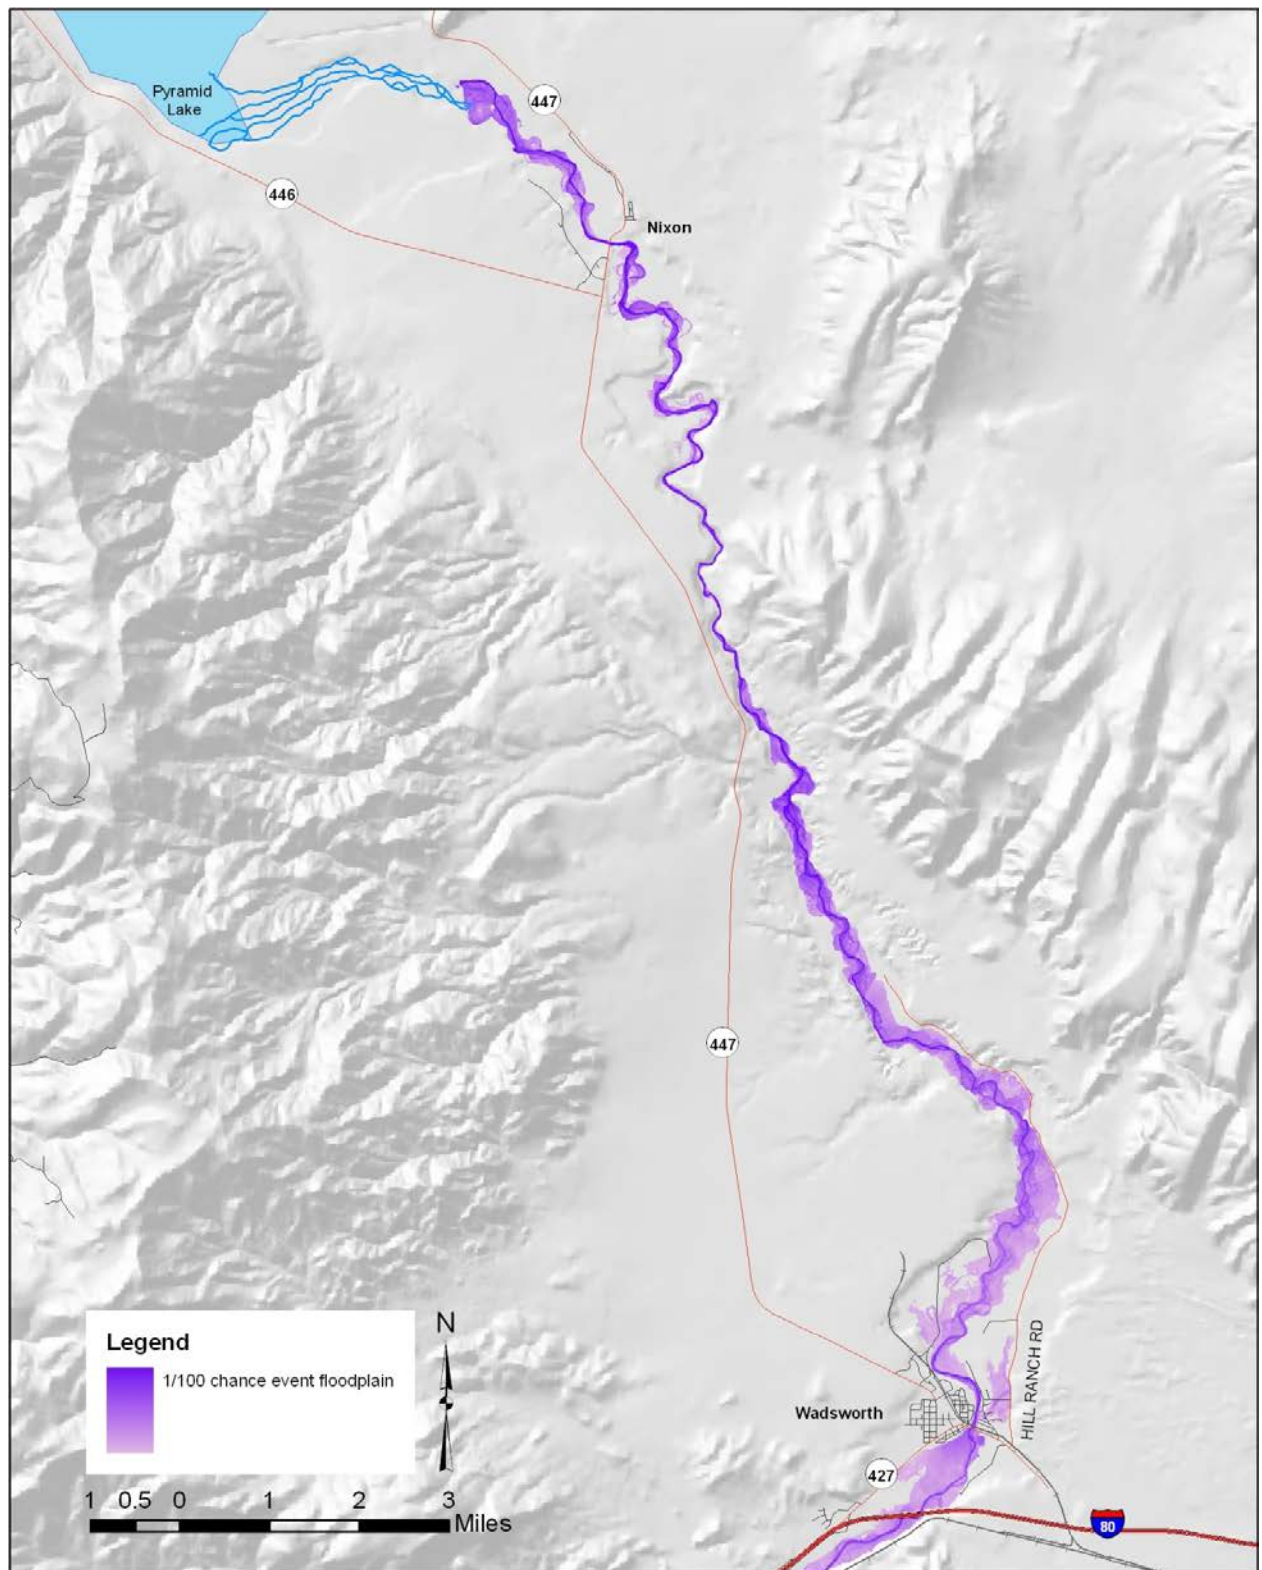 Pyramid
Lake
447
446
Nixon
447
HILL RANCH RD
Wadsworth
427
80
Legend
1/100 chance event floodplain
N
1 0.5 0 1 2 3
Miles